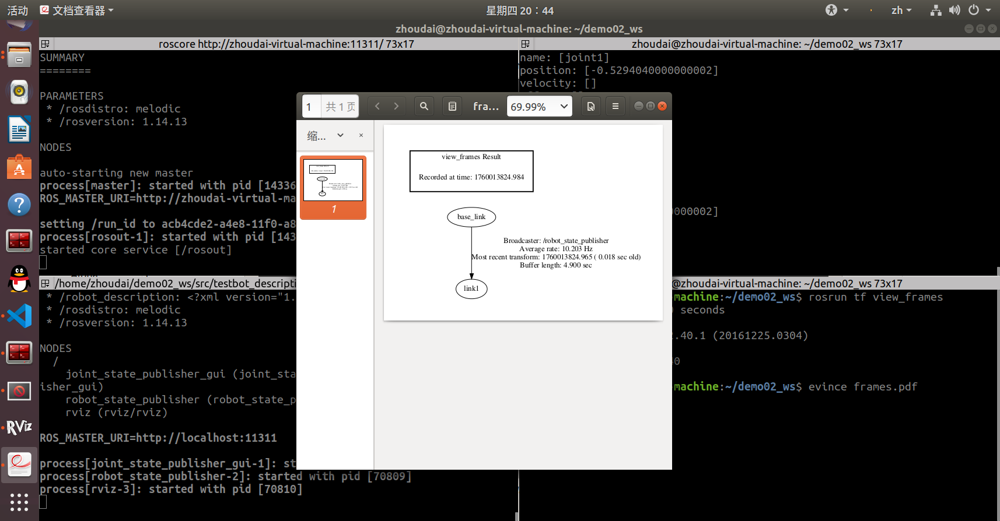 活动
文档查看器
星期四 20：44
zh
zhoudai@zhoudai-virtual-machine: ~/demo02_ws
roscore http://zhoudai-virtual-machine:11311/ 73x17
SUMMARY
========
PARAMETERS
* /rosdistro: melodic
* /rosversion: 1.14.13
NODES
auto-starting new master
process[master]: started with pid [14336
ROS_MASTER_URI=http://zhoudai-virtual-ma
setting /run_id to acb4cde2-a4e8-11f0-a8
process[rosout-1]: started with pid [143
started core service [/rosout]
zhoudai@zhoudai-virtual-machine: ~/demo02_ws 73x17
name: [joint1]
position: [-0.5294040000000002]
velocity: []
0000002]
1
共 1 页
fra...
69.99%
缩...
1
view_frames Result
Recorded at time: 1760013824.984
base_link
Broadcaster: /robot_state_publisher
Average rate: 10.203 Hz
Most recent transform: 1760013824.965 ( 0.018 sec old)
Buffer length: 4.900 sec
link1
/home/zhoudai/demo02_ws/src/testbot_descripti
* /robot_description: <?xml version="1.
* /rosdistro: melodic
* /rosversion: 1.14.13
NODES
/
joint_state_publisher_gui (joint_sta
isher_gui)
robot_state_publisher (robot_state_p
rviz (rviz/rviz)
ROS_MASTER_URI=http://localhost:11311
process[joint_state_publisher_gui-1]: st
process[robot_state_publisher-2]: started with pid [70809]
process[rviz-3]: started with pid [70810]
@zhoudai-virtual-machine: ~/demo02_ws 73x17
machine:~/demo02_ws$ rosrun tf view_frames
seconds
.40.1 (20161225.0304)
machine:~/demo02_ws$ evince frames.pdf
RViz